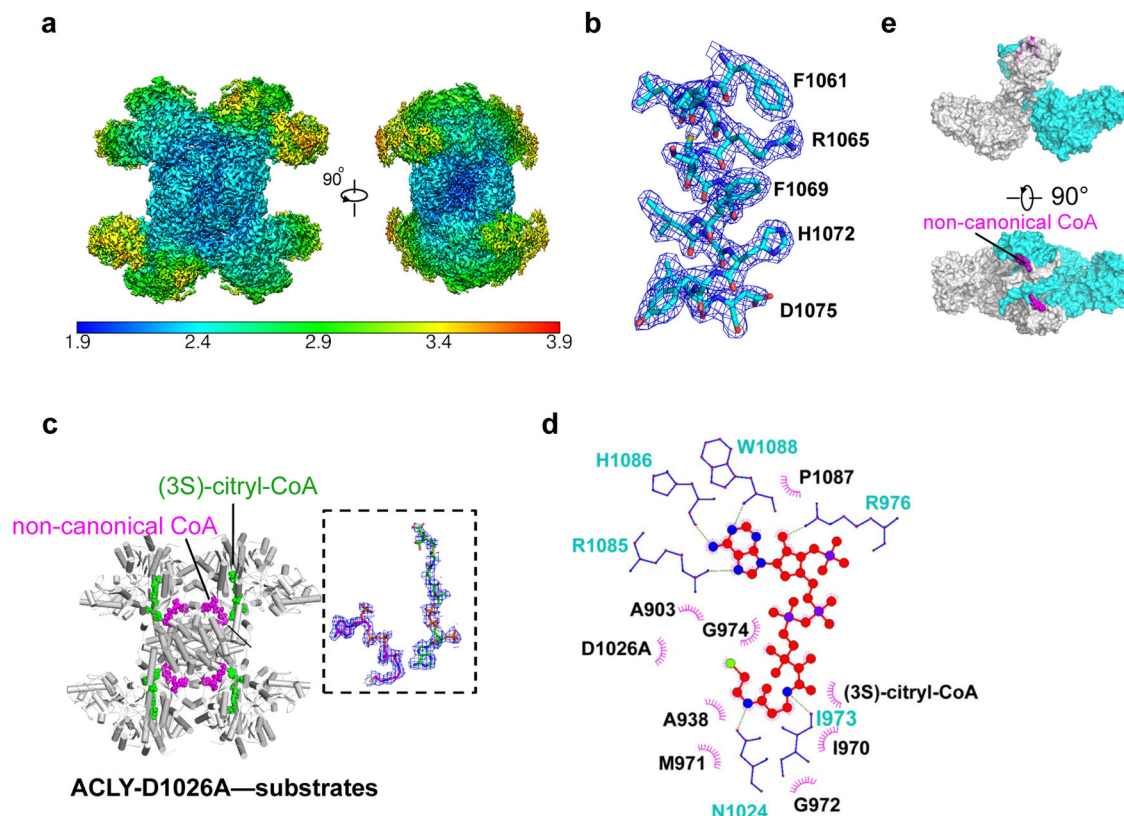 a
90°
1.9 2.4 2.9 3.4 3.9
b
F1061
R1065
F1069
H1072
D1075
e
90°
non-canonical CoA
c
(3S)-citryl-CoA
non-canonical CoA
ACLY-D1026A—substrates
d
W1088
H1086
P1087
R976
R1085
A903
G974
D1026A
(3S)-citryl-CoA
A938
I973
I970
M971
G972
N1024